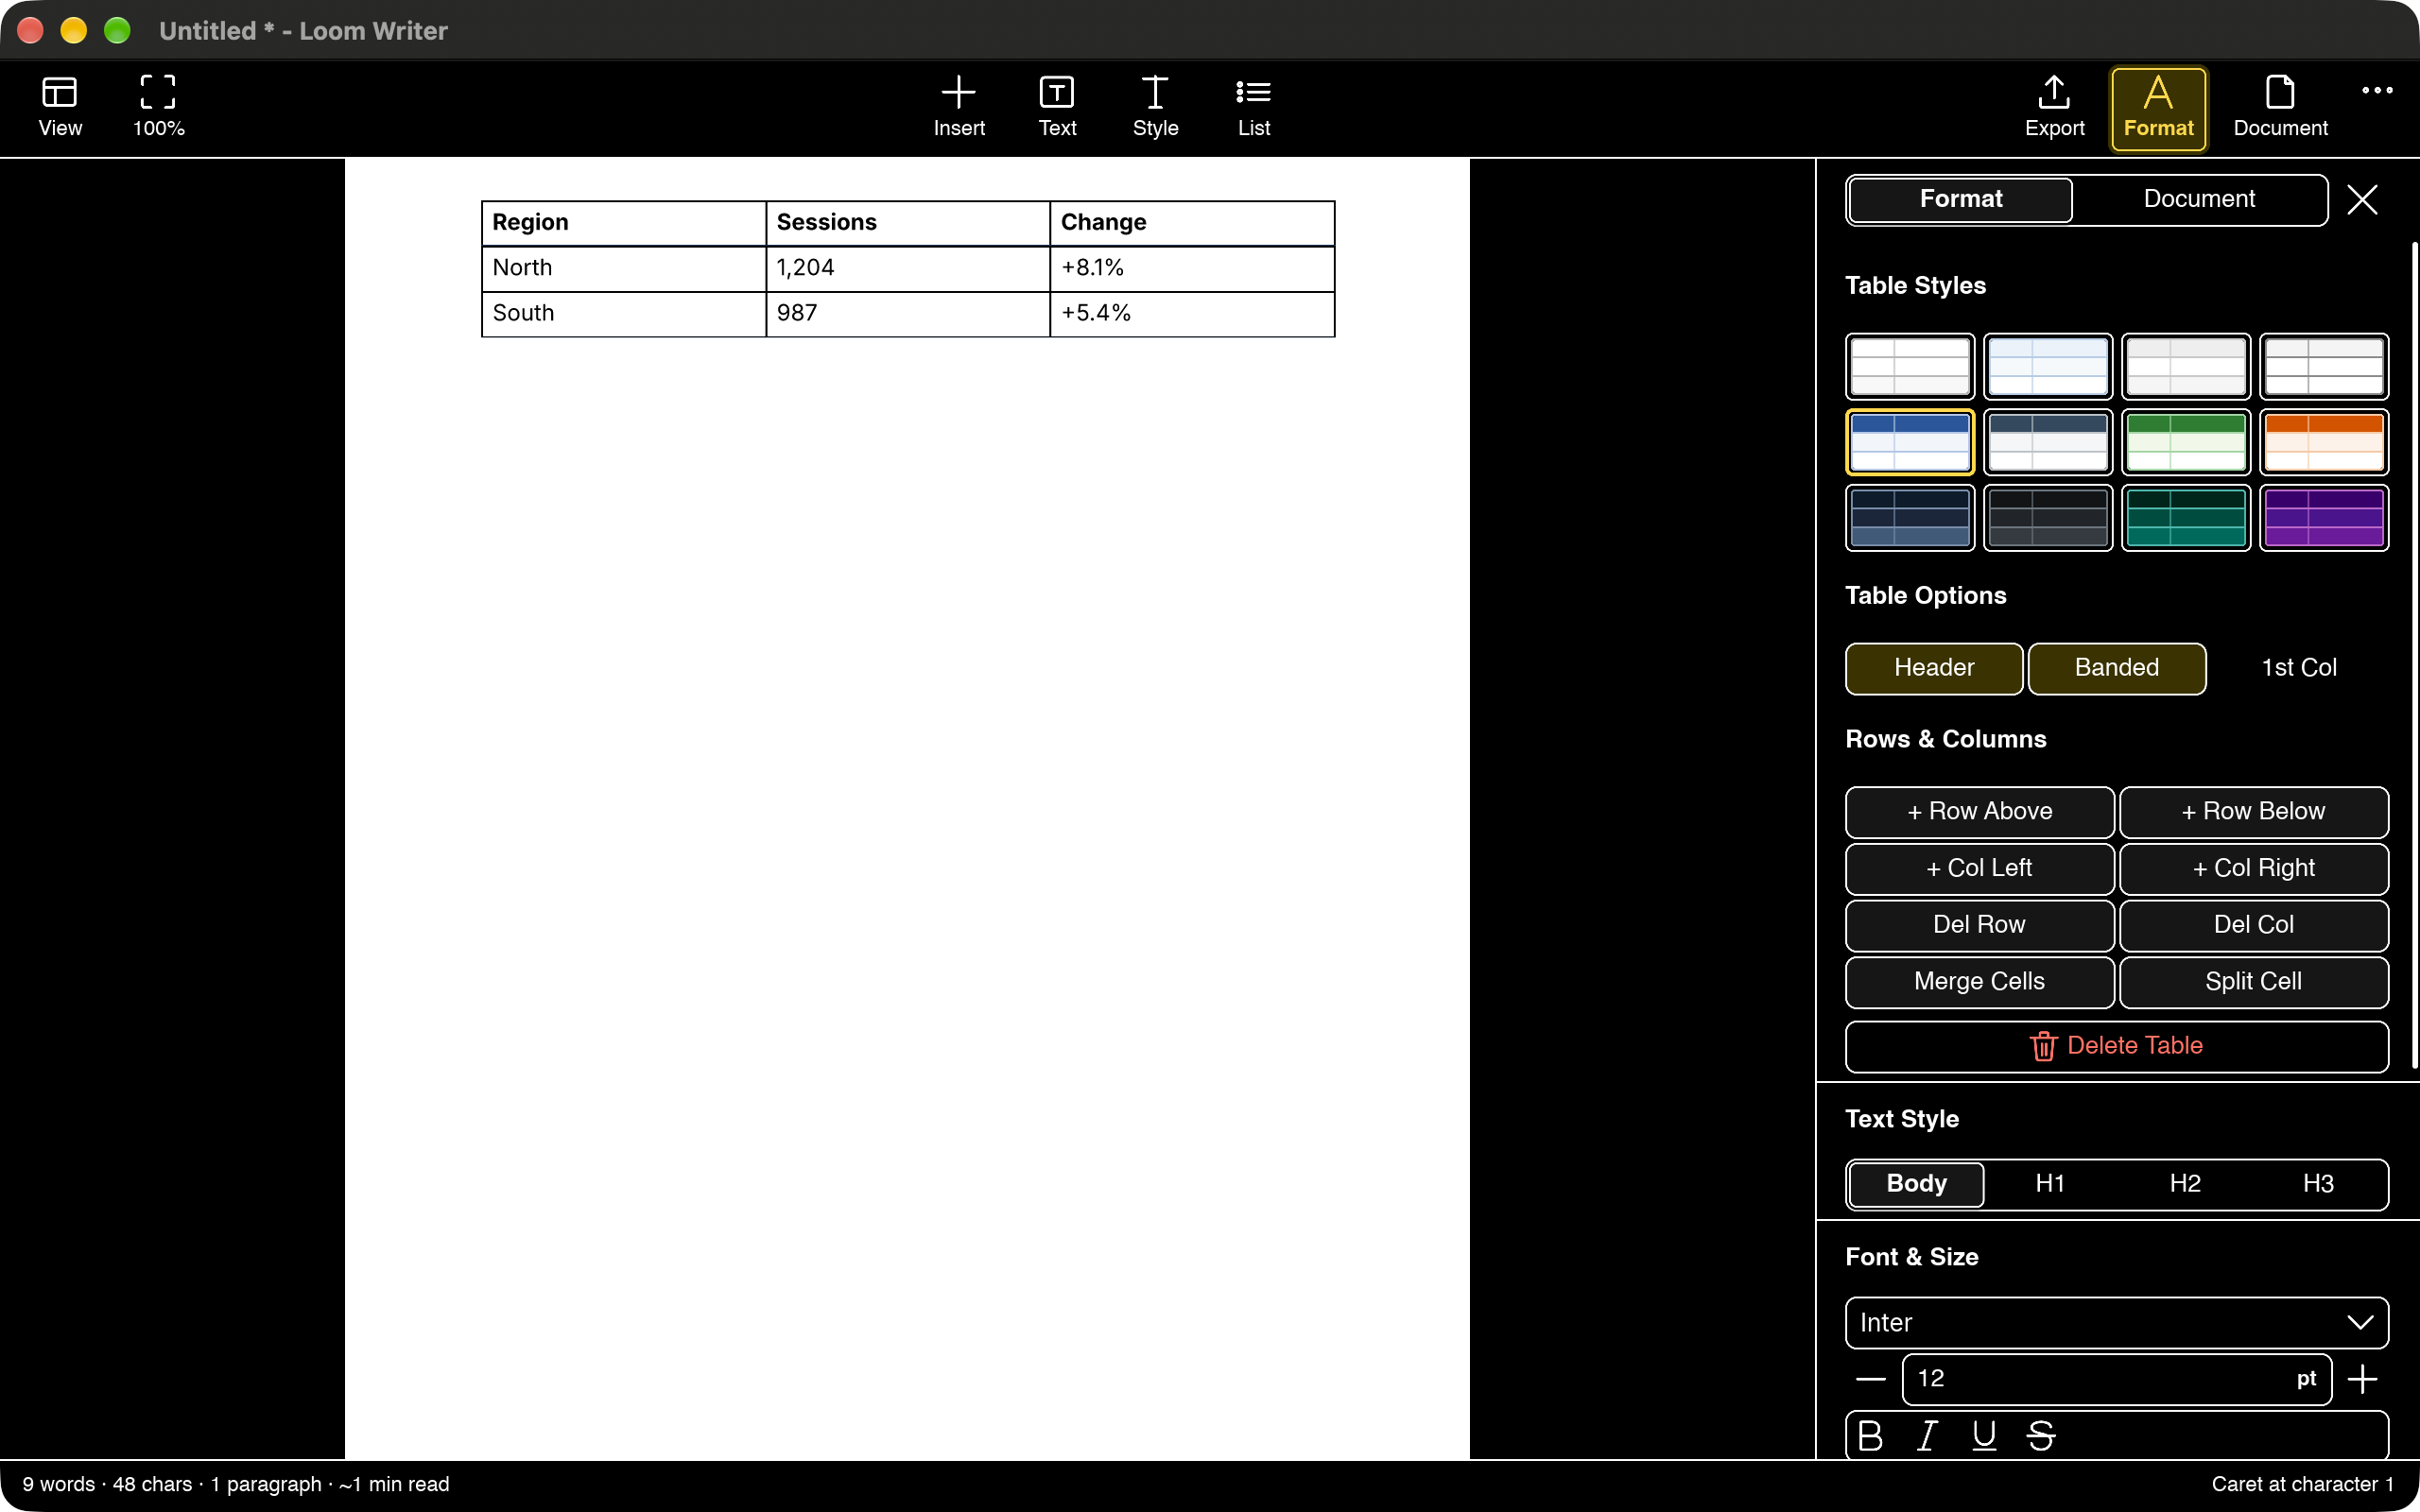 Untitled * - Loom Writer
View 100% Insert Text Style List Export Format Document
Format Document
Region Sessions Change
North 1,204 +8.1%
South 987 +5.4%
Table Styles
Table Options
Header Banded 1st Col
Rows & Columns
+ Row Above + Row Below
+ Col Left + Col Right
Del Row Del Col
Merge Cells Split Cell
Delete Table
Text Style
Body H1 H2 H3
Font & Size
Inter
12 pt
B I U S
9 words · 48 chars · 1 paragraph · ~1 min read Caret at character 1